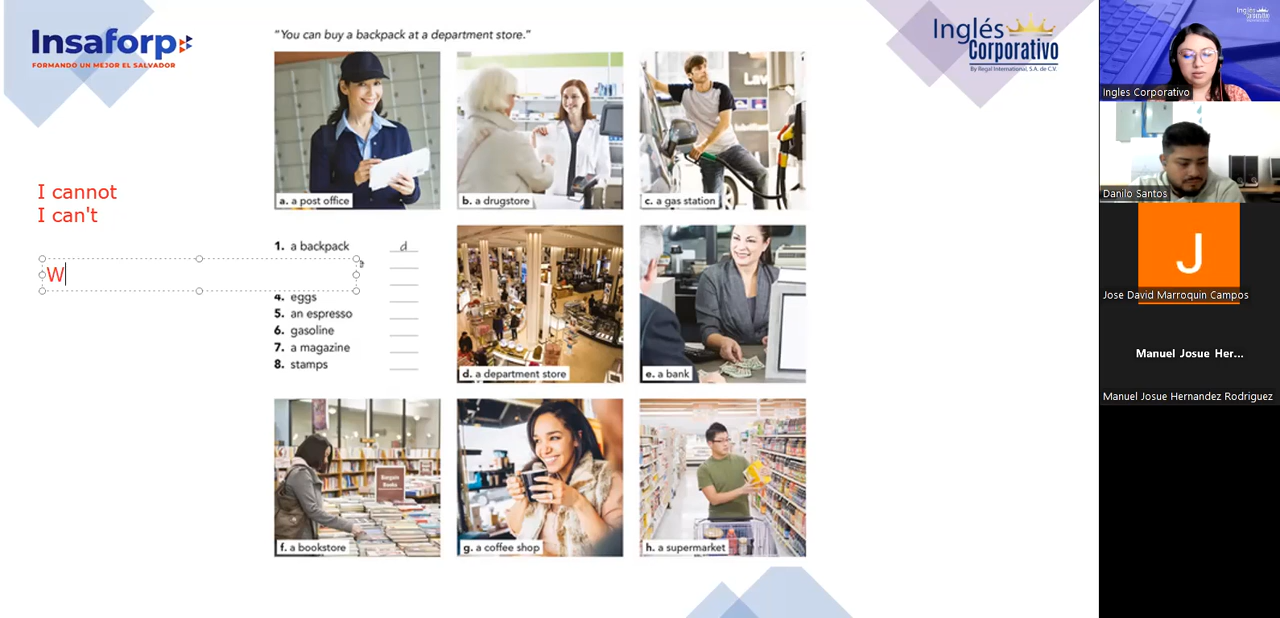 Insaforp
FORMANDO UN MEJOR EL SALVADOR
"You can buy a backpack at a department store."
Inglés
Corporativo
By Regal International, S.A. de C.V.
Lav
a. a post office
b. a drugstore
c. a gas station
I cannot
I can't
W
1. a backpack d
4. eggs
5. an espresso
6. gasoline
7. a magazine
8. stamps
d. a department store
e. a bank
Bargain
Books
f. a bookstore
g. a coffee shop
h. a supermarket
Ingles Corporativo
Danilo Santos
J
Jose David Marroquin Campos
Manuel Josue Her...
Manuel Josue Hernandez Rodriguez